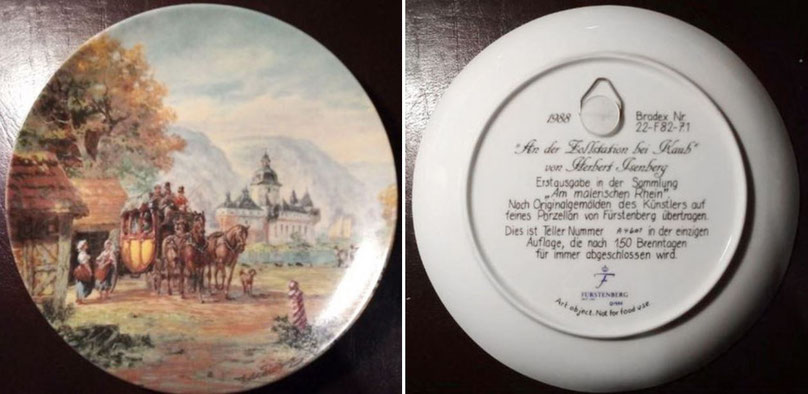 1988 Bradex Nr.
22-F82-7.1
"An der Zollstation bei Kaub"
von Herbert Isenberg
Erstausgabe in der Sammlung
"Am malerischen Rhein".
Nach Originalgemälden des Künstlers auf
feines Porzellan von Fürstenberg übertragen.
Dies ist Teller Nummer in der einzigen
Auflage, die nach 150 Brenntagen
für immer abgeschlossen wird.
F
FÜRSTENBERG
Art object. Not for food use